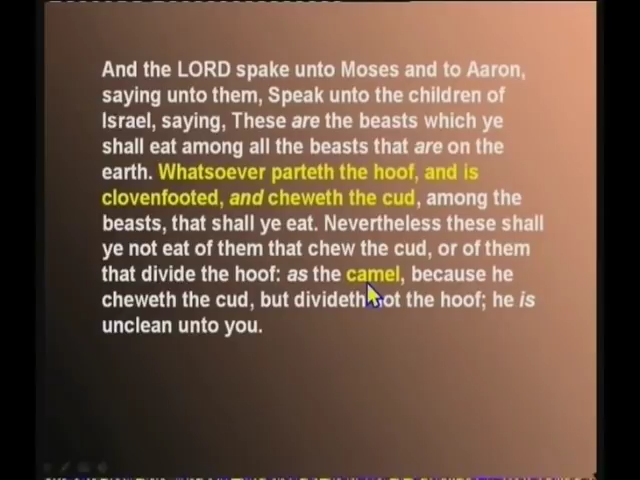 And the LORD spake unto Moses and to Aaron,
saying unto them, Speak unto the children of
Israel, saying, These are the beasts which ye
shall eat among all the beasts that are on the
earth. Whatsoever parteth the hoof, and is
clovenfooted, and cheweth the cud, among the
beasts, that shall ye eat. Nevertheless these shall
ye not eat of them that chew the cud, or of them
that divide the hoof: as the camel, because he
cheweth the cud, but divideth not the hoof; he is
unclean unto you.